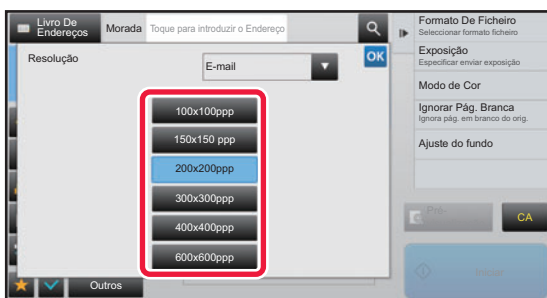 Livro De
Endereços
Morada
Toque para introduzir o Endereço
Resolução
E-mail
OK
100x100ppp
150x150 ppp
200x200ppp
300x300ppp
400x400ppp
600x600ppp
Outros
Formato De Ficheiro
Seleccionar formato ficheiro
Exposição
Especificar enviar exposição
Modo de Cor
Ignorar Pág. Branca
Ignora pág. em branco do orig.
Ajuste do fundo
Pré-
CA
Iniciar